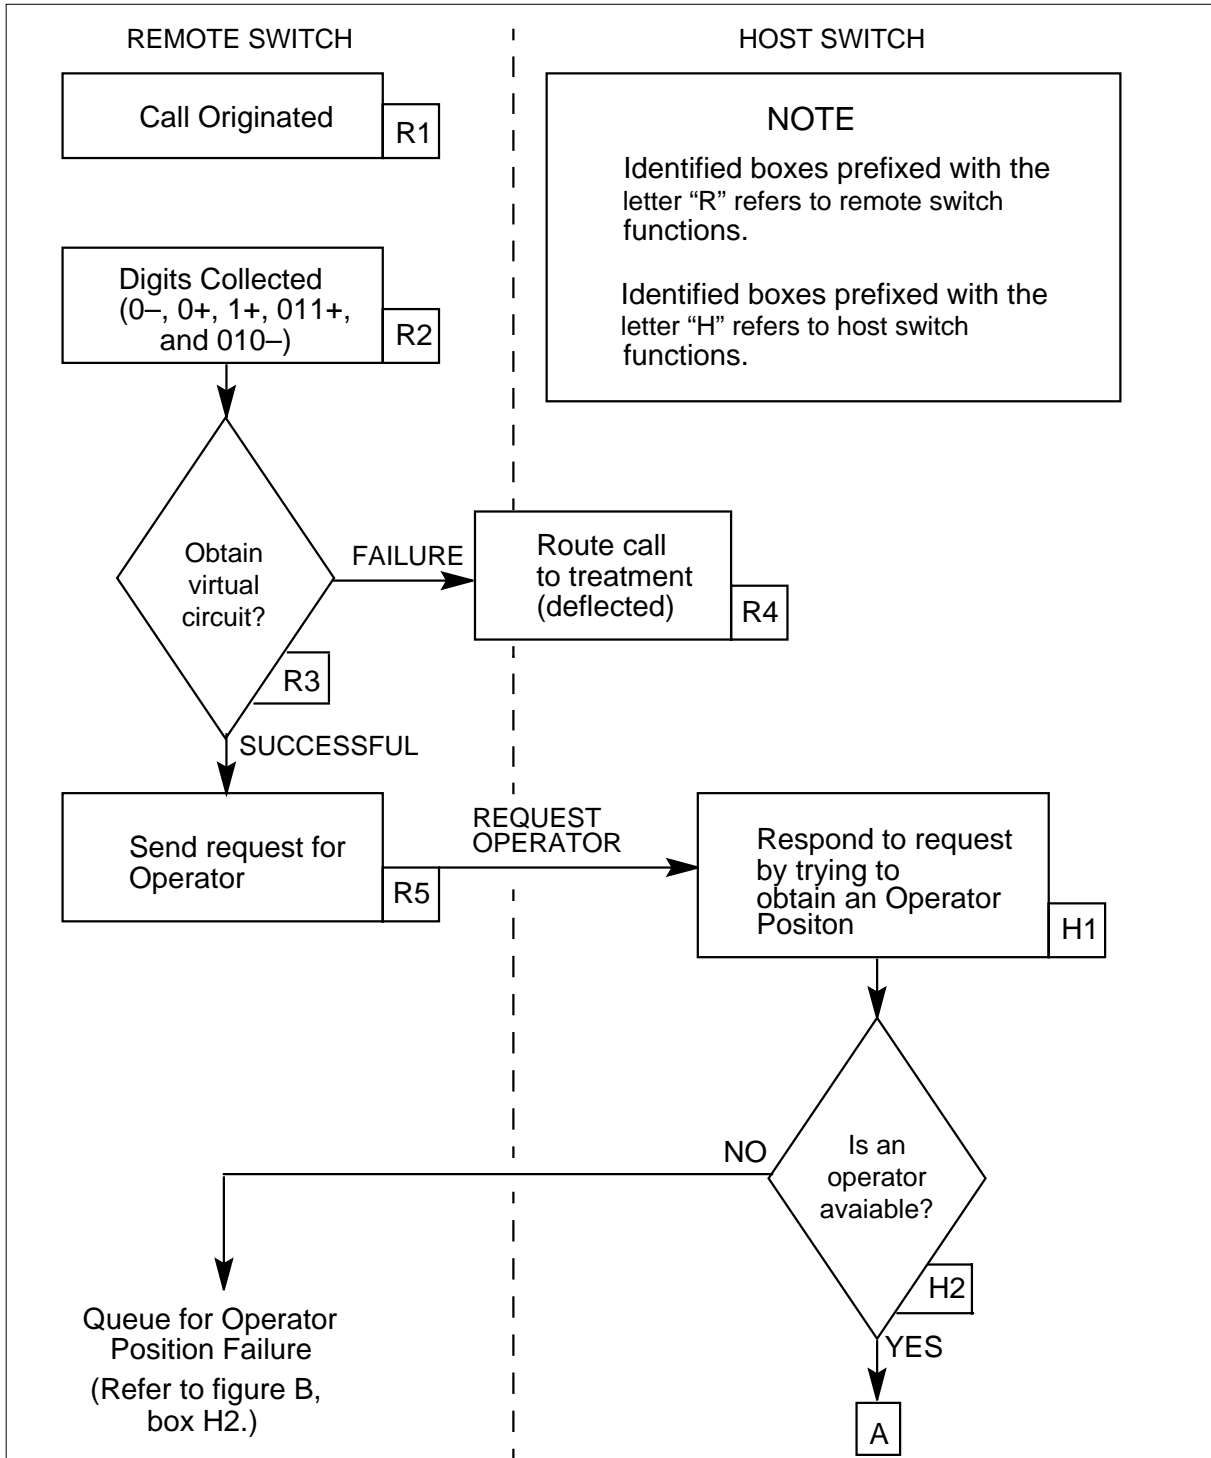 REMOTE SWITCH
HOST SWITCH
Call Originated
R1
NOTE
Identified boxes prefixed with the
letter “R” refers to remote switch
functions.
Identified boxes prefixed with the
letter “H” refers to host switch
functions.
Digits Collected
(0–, 0+, 1+, 011+,
and 010–)
R2
Obtain
virtual
circuit?
R3
FAILURE
Route call
to treatment
(deflected)
R4
SUCCESSFUL
Send request for
Operator
R5
REQUEST
OPERATOR
Respond to request
by trying to
obtain an Operator
Positon
H1
Is an
operator
avaiable?
H2
NO
YES
Queue for Operator
Position Failure
(Refer to figure B,
box H2.)
A